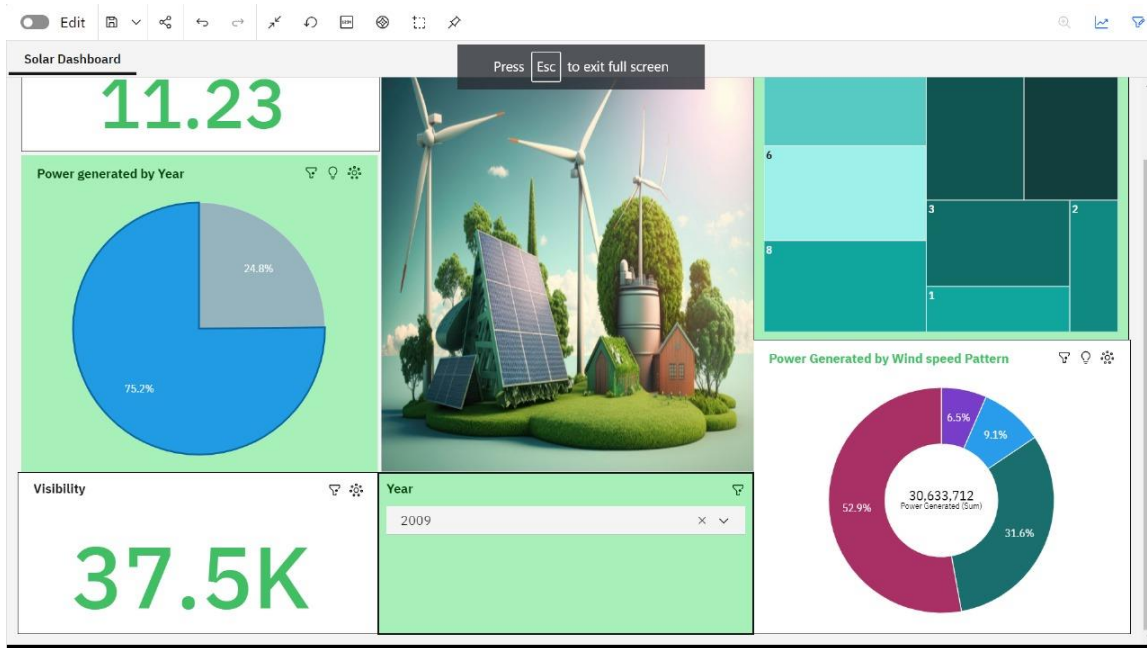 Edit
Solar Dashboard
Press Esc to exit full screen
11.23
Power generated by Year
24.8%
75.2%
6
8
3
2
1
Power Generated by Wind speed Pattern
6.5%
9.1%
52.9%
31.6%
30,633,712
Power Generated (Sum)
Visibility
37.5K
Year
2009